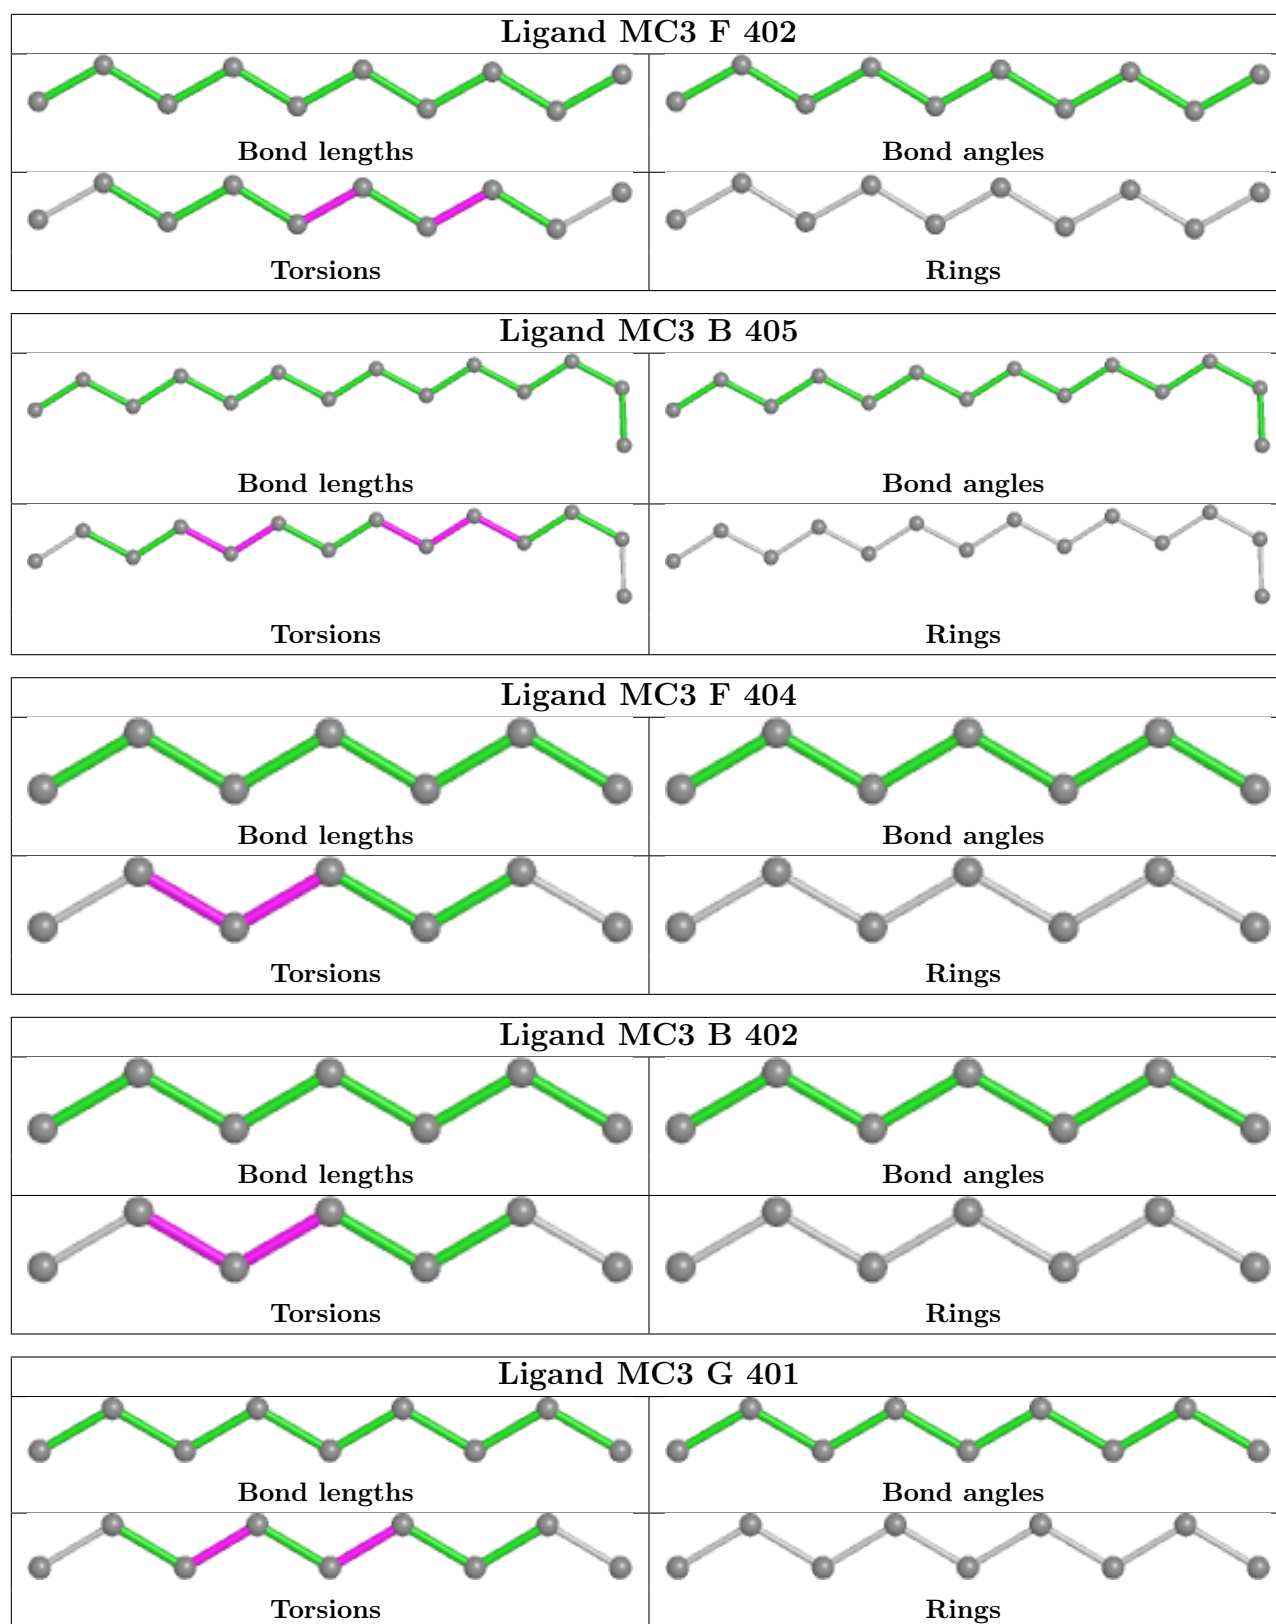 Ligand MC3 F 402
Bond lengths Bond angles
Torsions Rings
Ligand MC3 B 405
Bond lengths Bond angles
Torsions Rings
Ligand MC3 F 404
Bond lengths Bond angles
Torsions Rings
Ligand MC3 B 402
Bond lengths Bond angles
Torsions Rings
Ligand MC3 G 401
Bond lengths Bond angles
Torsions Rings